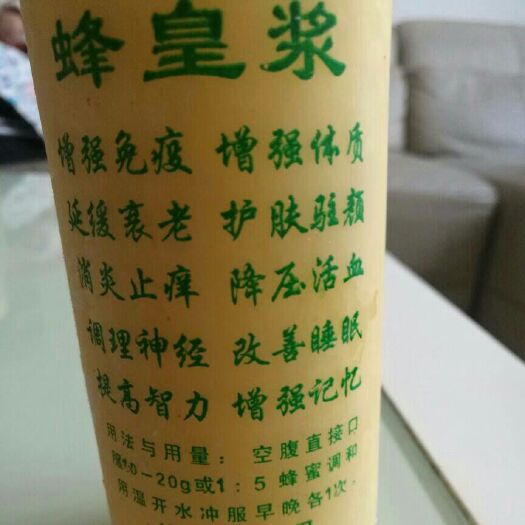 蜂皇浆
增强免疫 增强体质
延缓衰老 护肤驻颜
消炎止痒 降压活血
调理神经 改善睡眠
提高智力 增强记忆
用法与用量： 空腹直接口
服10-20g或1：5蜂蜜调和
用温开水冲服早晚各1次，